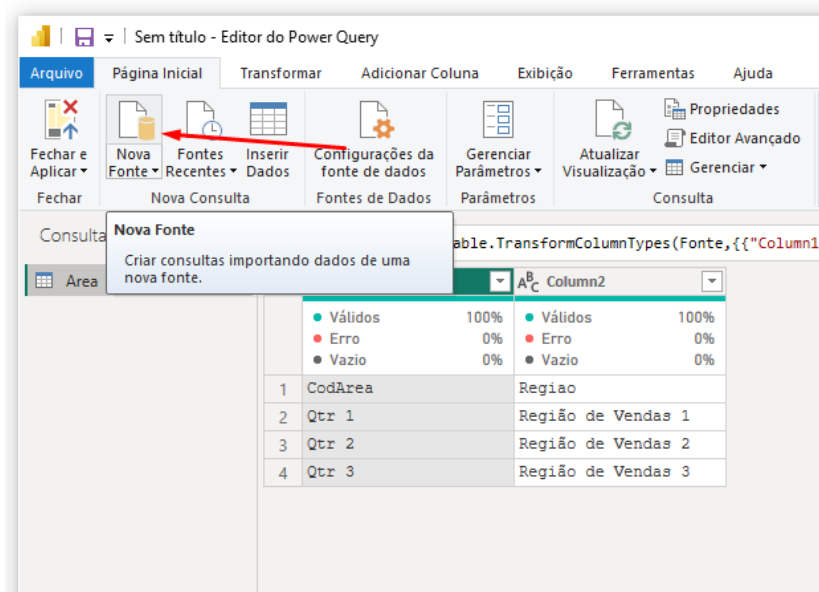 Sem título - Editor do Power Query
Arquivo Página Inicial Transformar Adicionar Coluna Exibição Ferramentas Ajuda
Fechar e
Aplicar
Nova
Fonte
Fontes
Recentes
Inserir
Dados
Configurações da
fonte de dados
Gerenciar
Parâmetros
Atualizar
Visualização
Propriedades
Editor Avançado
Gerenciar
Fechar Nova Consulta Fontes de Dados Parâmetros Consulta
Consulta
Nova Fonte
Criar consultas importando dados de uma
nova fonte.
able.TransformColumnTypes(Fonte,{{"Column1
Area
ABC Column2
Válidos 100% Válidos 100%
Erro 0% Erro 0%
Vazio 0% Vazio 0%
1 CodArea Regiao
2 Qtr 1 Região de Vendas 1
3 Qtr 2 Região de Vendas 2
4 Qtr 3 Região de Vendas 3